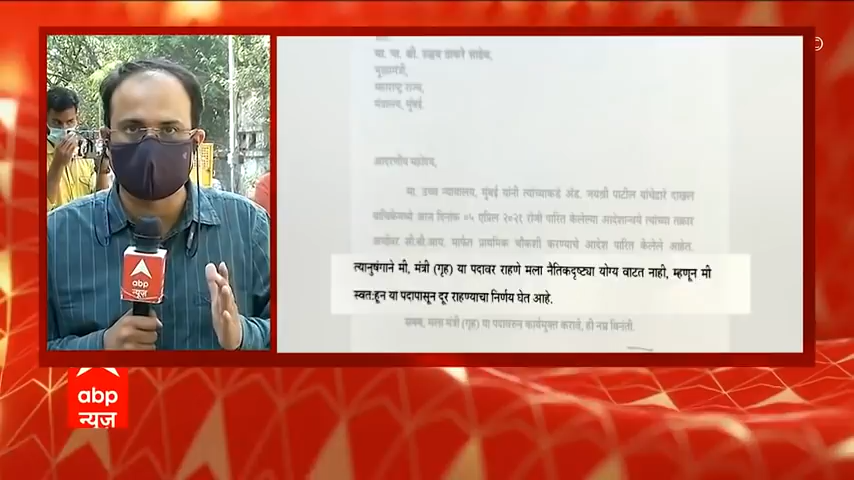 मा. ना. श्री. उद्धव ठाकरे साहेब,
मुख्यमंत्री,
महाराष्ट्र राज्य,
मंत्रालय, मुंबई.
आदरणीय महोदय,
मा. उच्च न्यायालय, मुंबई यांनी त्यांच्याकडे अॅड. जयश्री पाटील यांचेद्वारे दाखल
याचिकेमध्ये आज दिनांक ०५ एप्रिल २०२१ रोजी पारित केलेल्या आदेशान्वये त्यांच्या तक्रार
अर्जावर सी.बी.आय. मार्फत प्राथमिक चौकशी करण्याचे आदेश पारित केलेले आहेत.
त्यानुषंगाने मी, मंत्री (गृह) या पदावर राहणे मला नैतिकदृष्ट्या योग्य वाटत नाही, म्हणून मी
स्वत:हून या पदापासून दूर राहण्याचा निर्णय घेत आहे.
सबब, मला मंत्री (गृह) या पदावरुन कार्यमुक्त करावे, ही नम्र विनंती.
abp
न्यूज़
abp
न्यूज़